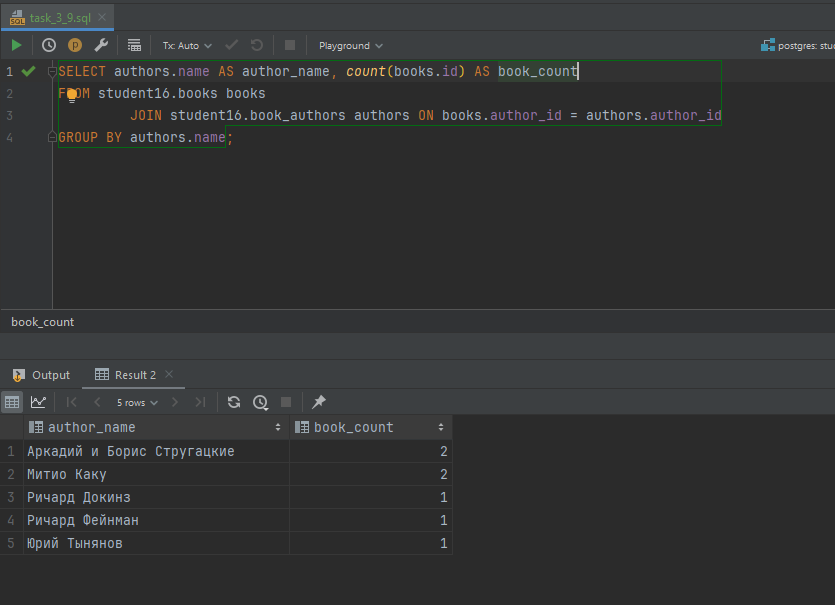 task_3_9.sql
Tx: Auto
Playground
postgres: stu
1 SELECT authors.name AS author_name, count(books.id) AS book_count
2 FROM student16.books books
3 JOIN student16.book_authors authors ON books.author_id = authors.author_id
4 GROUP BY authors.name;
book_count
Output
Result 2
5 rows
author_name book_count
1 Аркадий и Борис Стругацкие 2
2 Митио Каку 2
3 Ричард Докинз 1
4 Ричард Фейнман 1
5 Юрий Тынянов 1